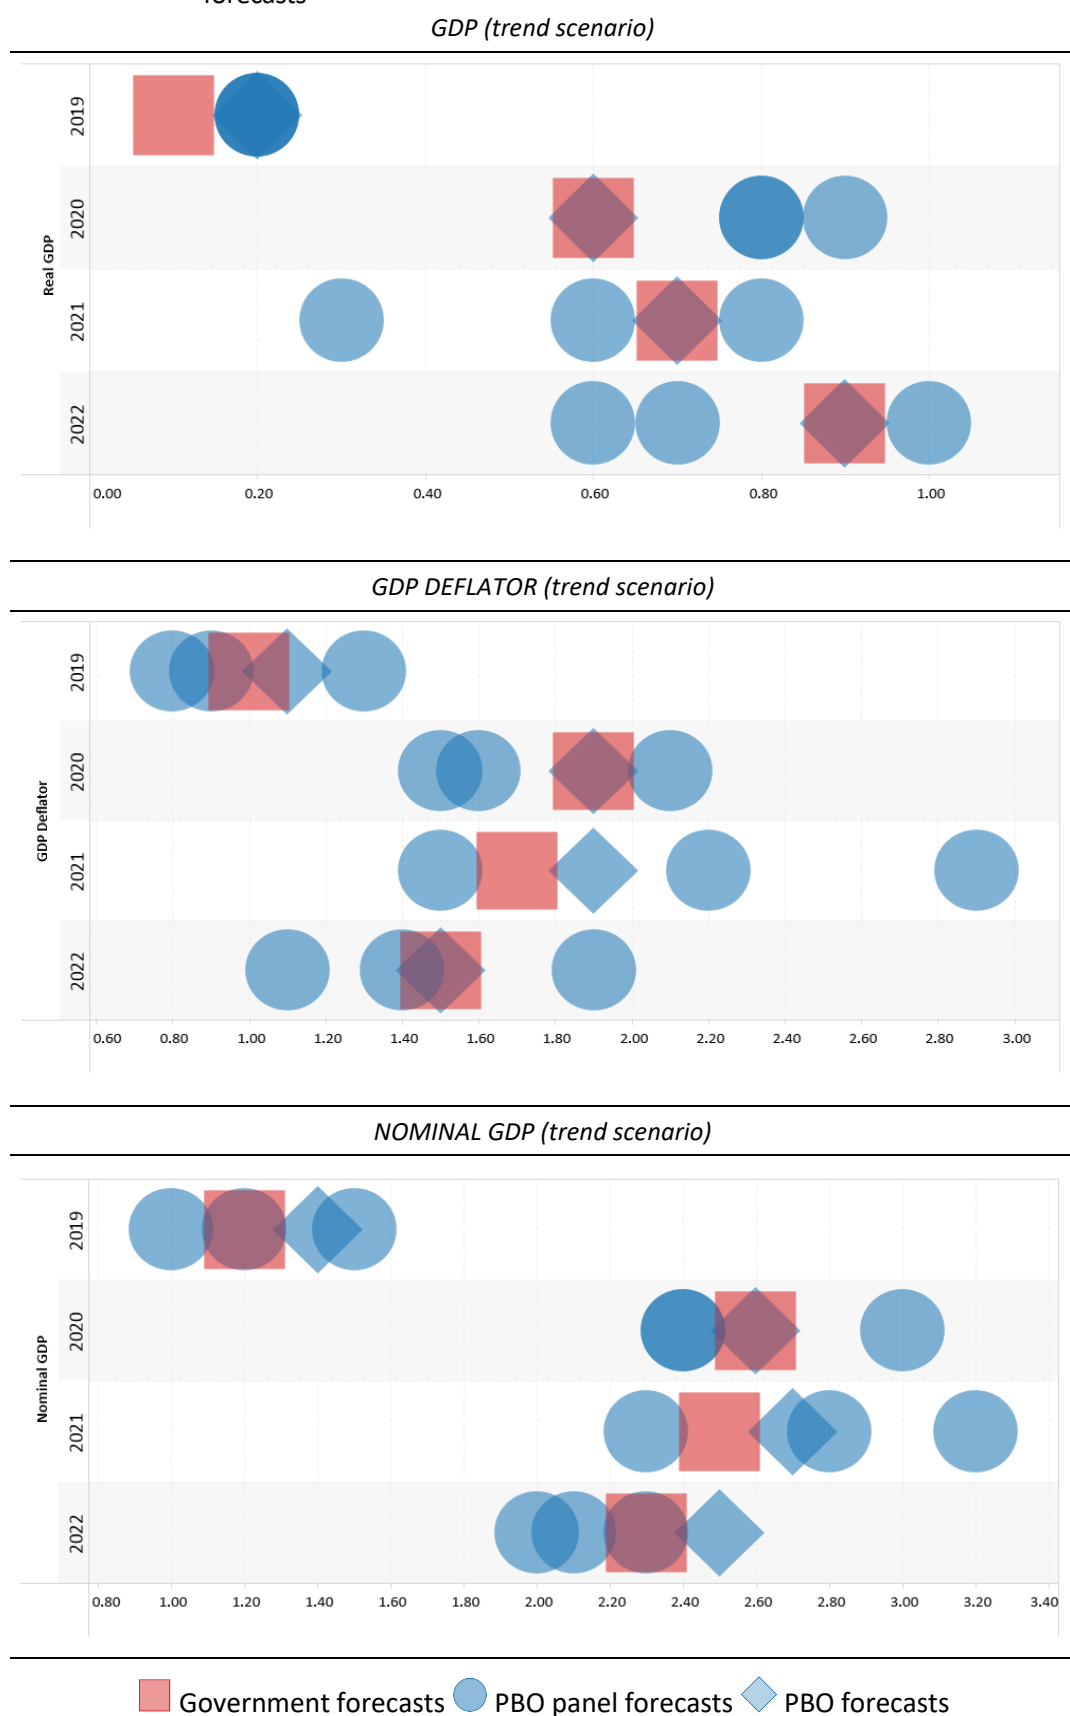 forecasts
GDP (trend scenario)
Real GDP
2019
2020
2021
2022
0.00 0.20 0.40 0.60 0.80 1.00
GDP DEFLATOR (trend scenario)
GDP Deflator
2019
2020
2021
2022
0.60 0.80 1.00 1.20 1.40 1.60 1.80 2.00 2.20 2.40 2.60 2.80 3.00
NOMINAL GDP (trend scenario)
Nominal GDP
2019
2020
2021
2022
0.80 1.00 1.20 1.40 1.60 1.80 2.00 2.20 2.40 2.60 2.80 3.00 3.20 3.40
Government forecasts PBO panel forecasts PBO forecasts